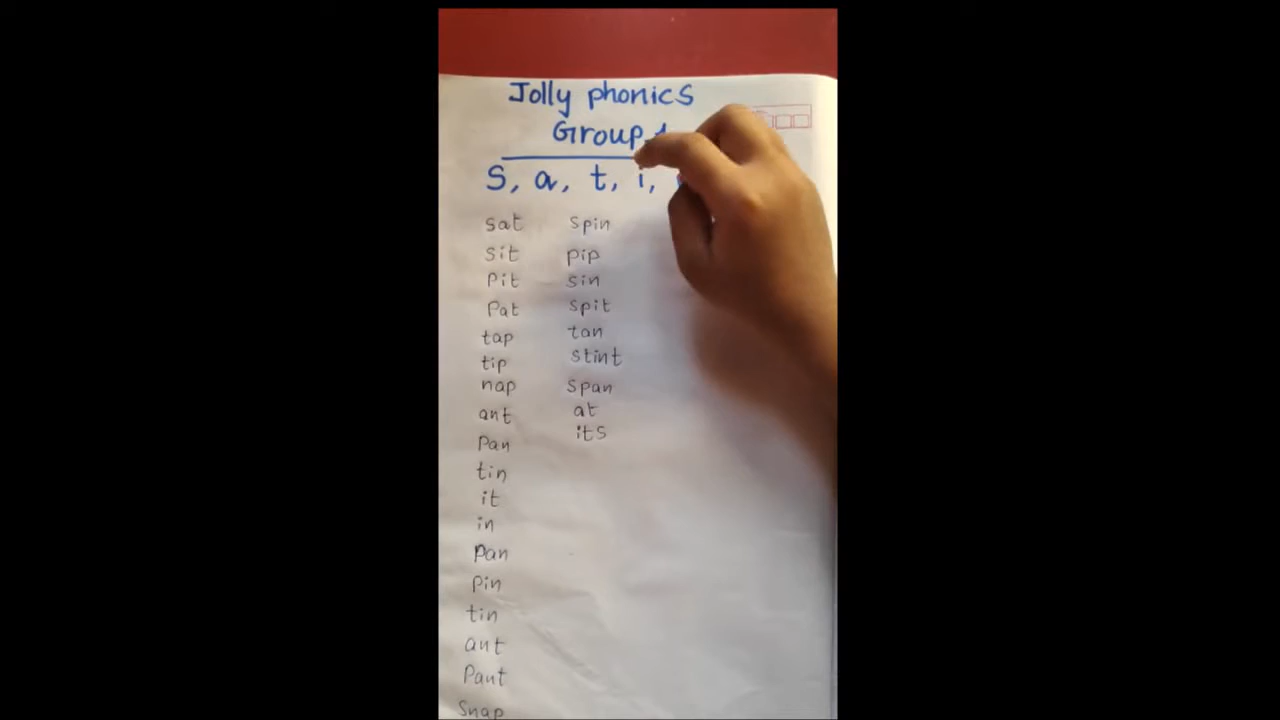 Jolly phonics
Group 1
S, a, t, i,
sat spin
sit pip
Pit sin
Pat spit
tap tan
tip stint
nap span
ant at
Pan its
tin
it
in
Pan
Pin
tin
ant
Pant
Snap